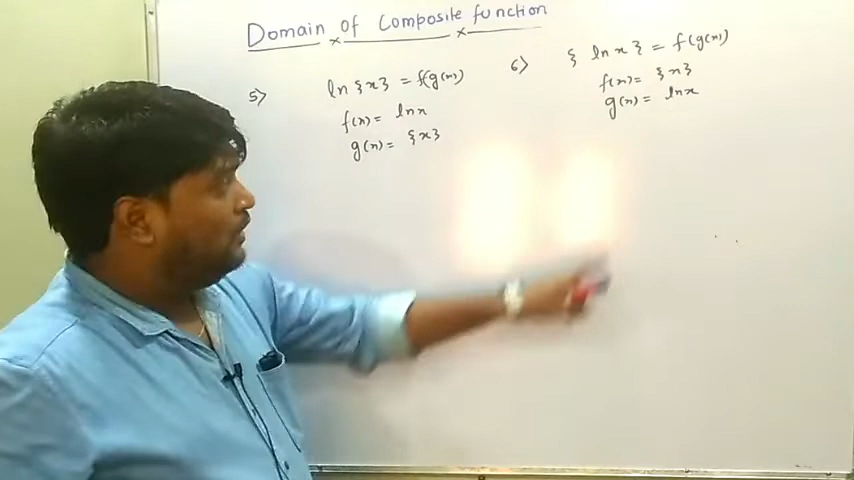 Domain of Composite function
5) ln {x} = f(g(x))
f(x) = ln x
g(x) = {x}
6) { ln x } = f(g(x))
f(x) = {x}
g(x) = ln x